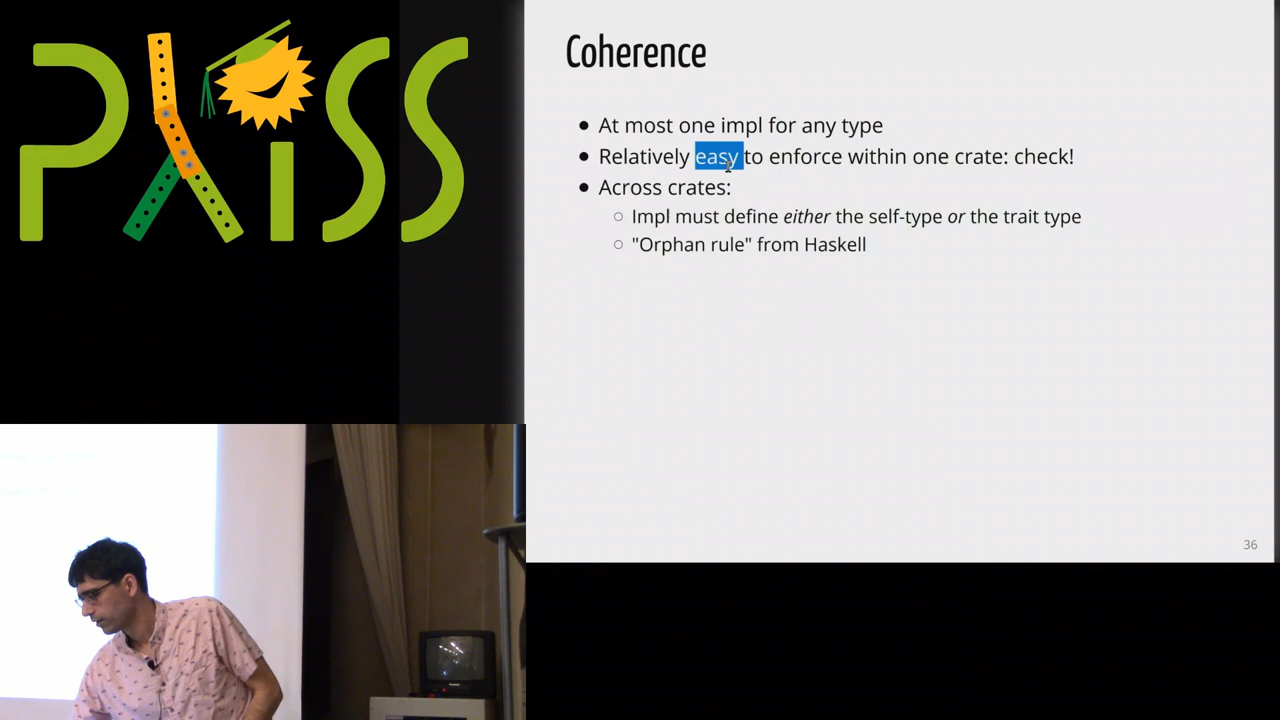 PLISS
Coherence
At most one impl for any type
Relatively easy to enforce within one crate: check!
Across crates:
Impl must define either the self-type or the trait type
"Orphan rule" from Haskell
36